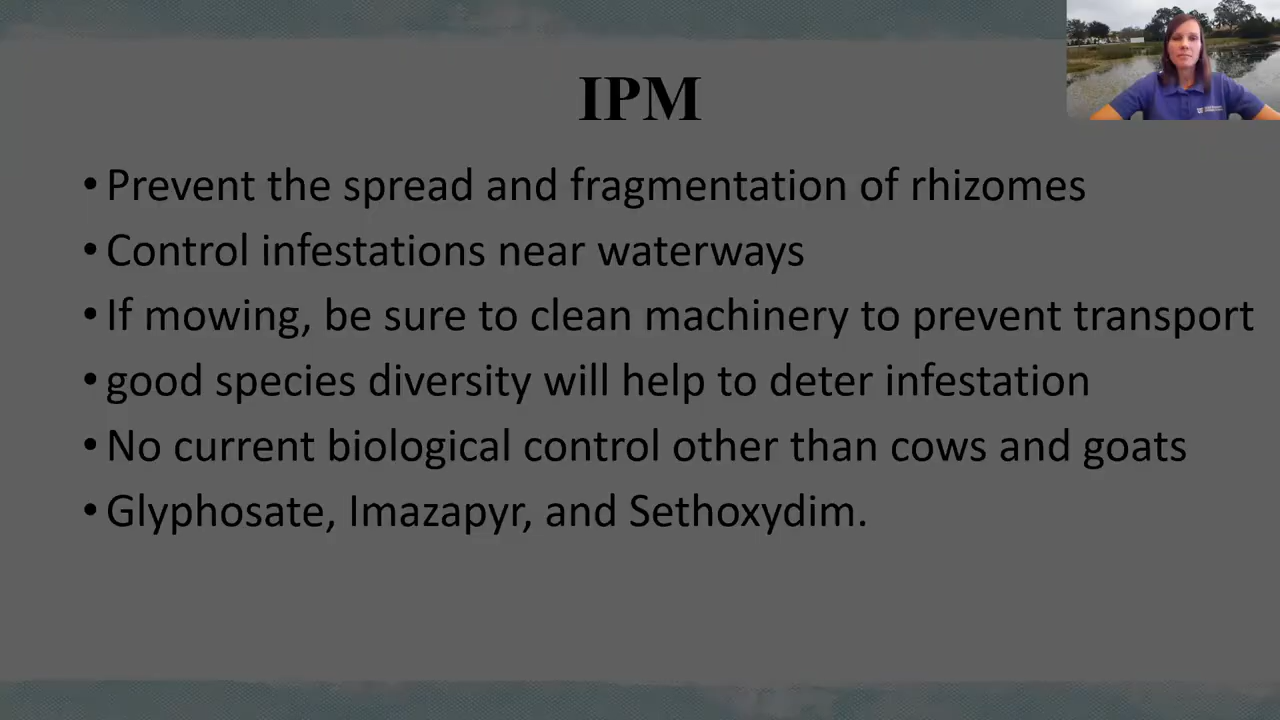 IPM
• Prevent the spread and fragmentation of rhizomes
• Control infestations near waterways
• If mowing, be sure to clean machinery to prevent transport
• good species diversity will help to deter infestation
• No current biological control other than cows and goats
• Glyphosate, Imazapyr, and Sethoxydim.